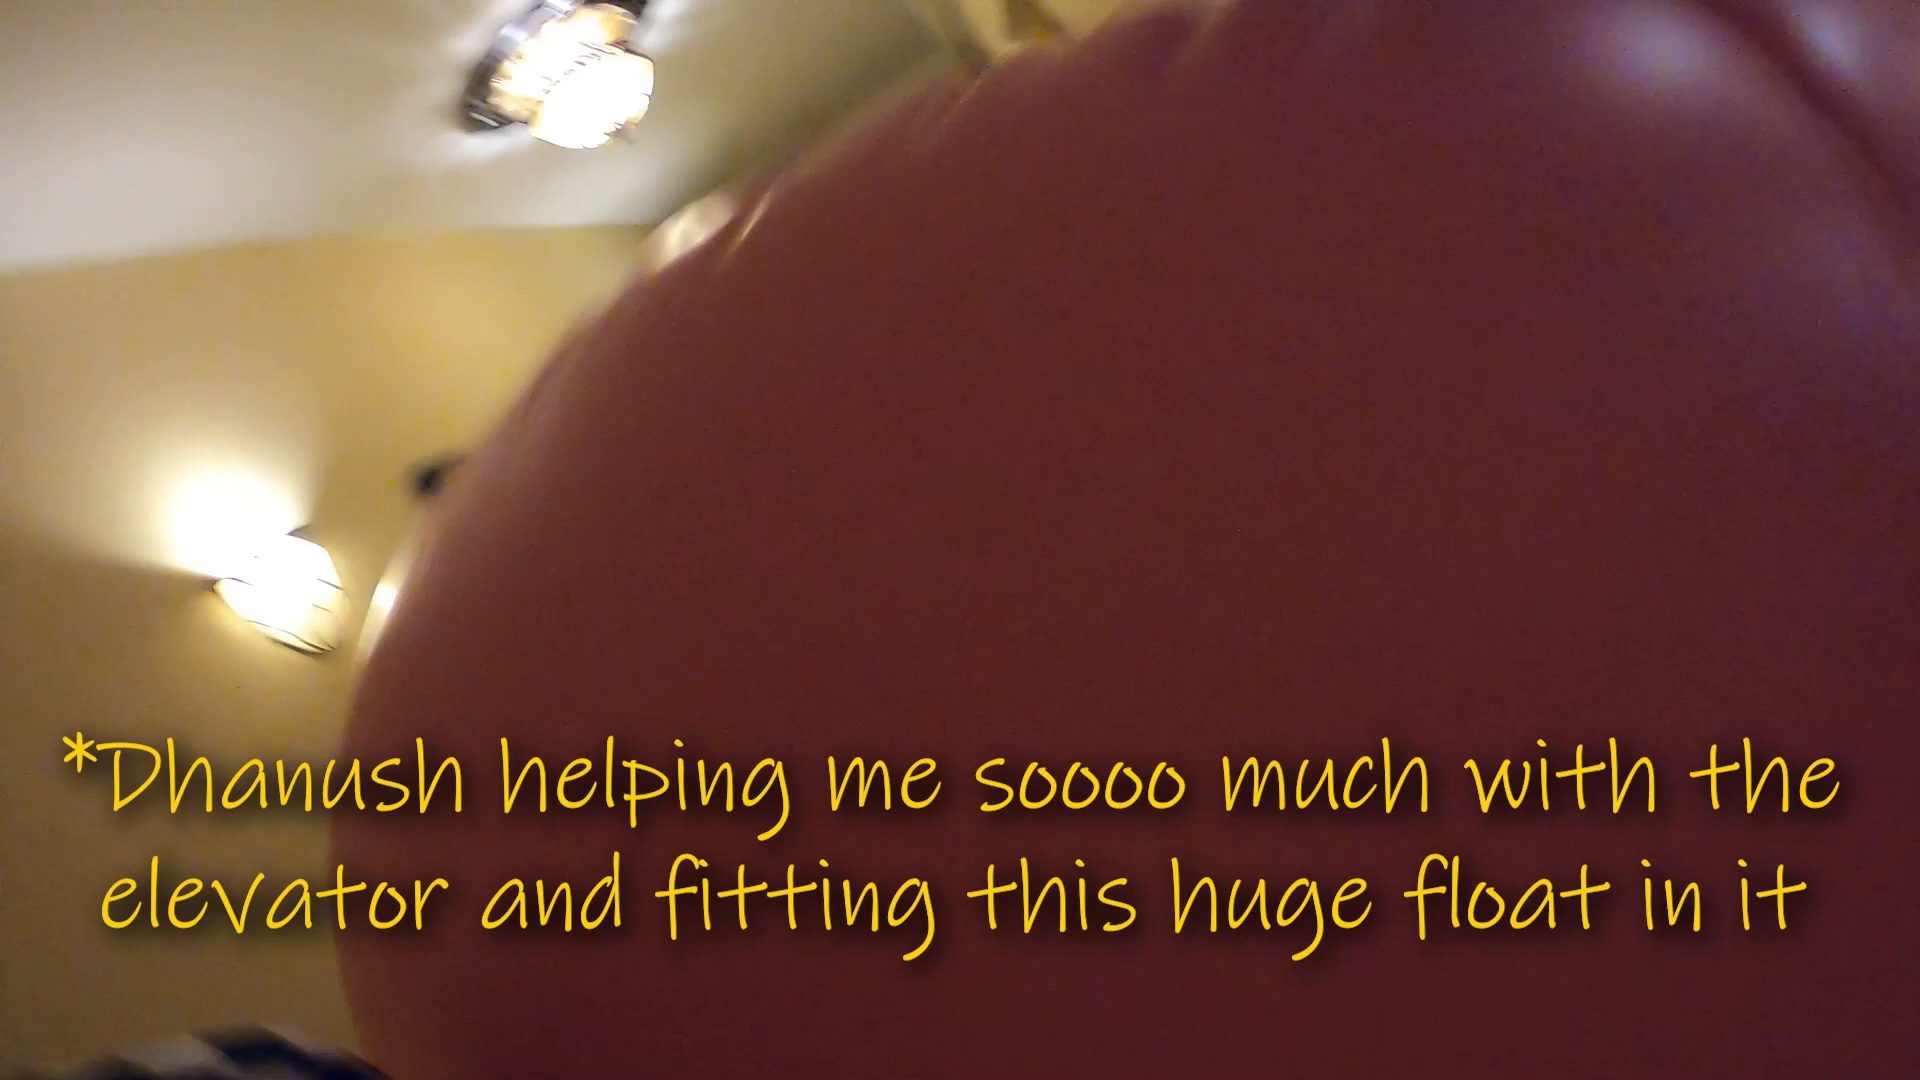 *Dhanush helping me soooo much with the
elevator and fitting this huge float in it